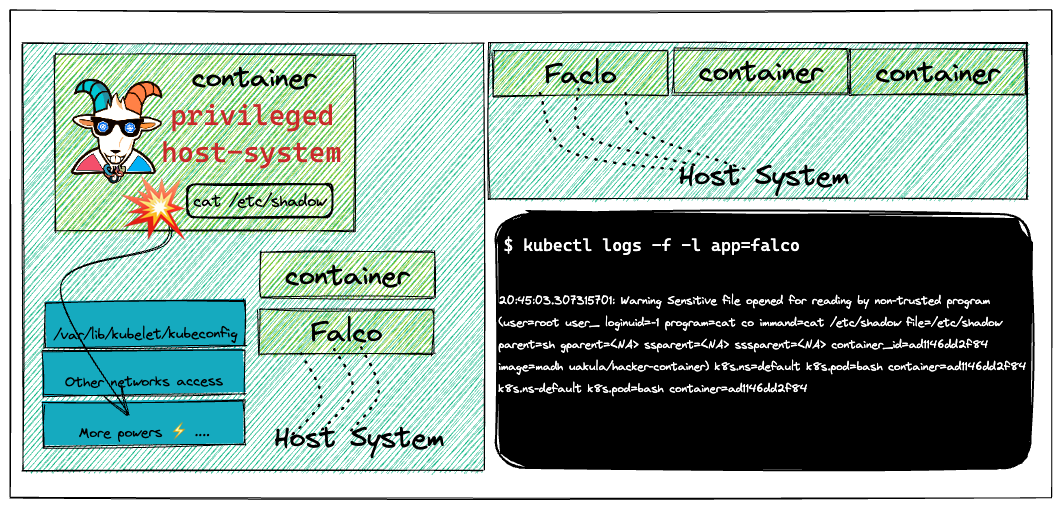 container
privileged
host-system
cat /etc/shadow
container
Falco
/var/lib/kubelet/kubeconfig
Other networks access
More powers ⚡ ....
Host System
Faclo
container
container
Host System
$ kubectl logs -f -l app=falco
20:45:03.307315701: Warning Sensitive file opened for reading by non-trusted program
(user=root user_ loginuid=-1 program=cat co immand=cat /etc/shadow file=/etc/shadow
parent=sh gparent=<NA> ssparent=<NA> sssparent=<NA> container_id=ad1146dd2f84
image=madh uakula/hacker-container) k8s.ns=default k8s.pod=bash container=ad1146dd2f84
k8s.ns-default k8s.pod=bash container=ad1146dd2f84